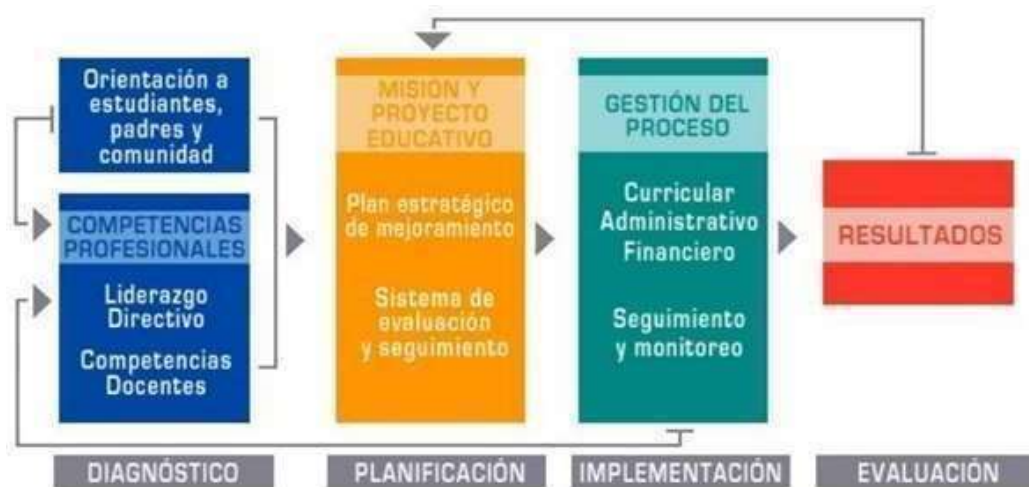 Orientación a
estudiantes,
padres y
comunidad
COMPETENCIAS
PROFESIONALES
Liderazgo
Directivo
Competencias
Docentes
MISIÓN Y
PROYECTO
EDUCATIVO
Plan estratégico
de mejoramiento
Sistema de
evaluación
y seguimiento
GESTIÓN DEL
PROCESO
Curricular
Administrativo
Financiero
Seguimiento
y monitoreo
RESULTADOS
DIAGNÓSTICO
PLANIFICACIÓN
IMPLEMENTACIÓN
EVALUACIÓN